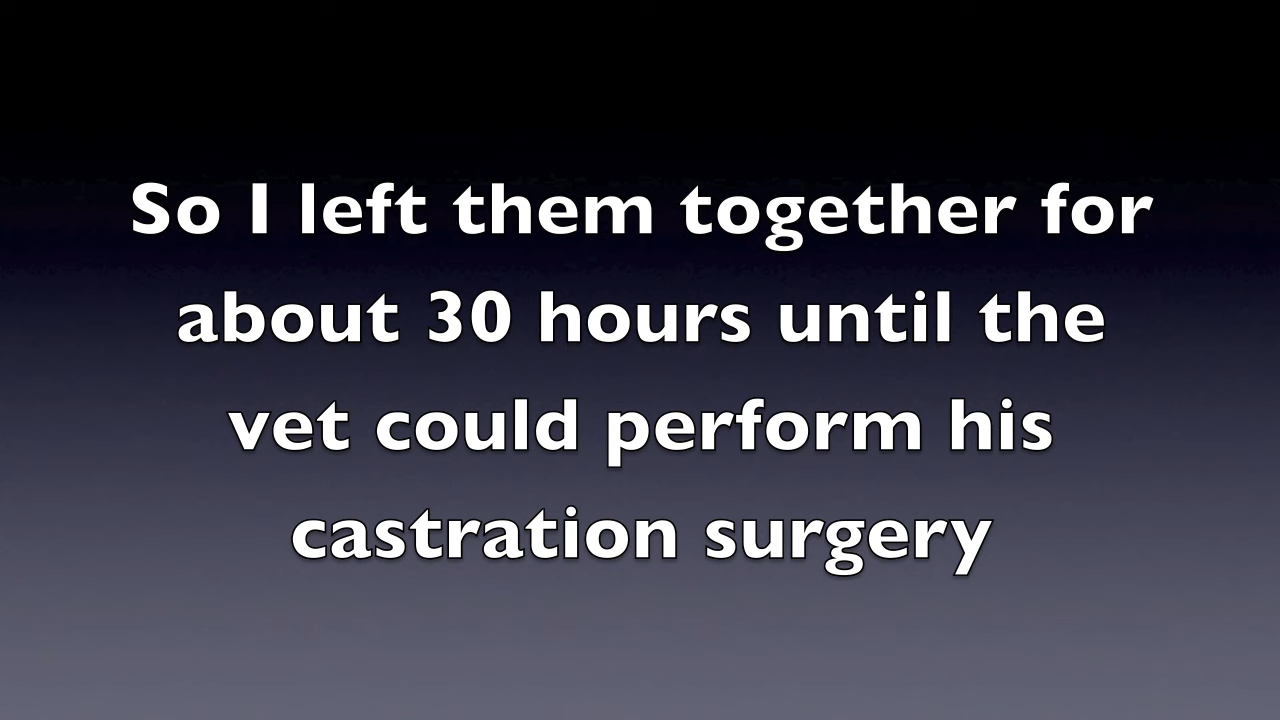 So I left them together for
about 30 hours until the
vet could perform his
castration surgery